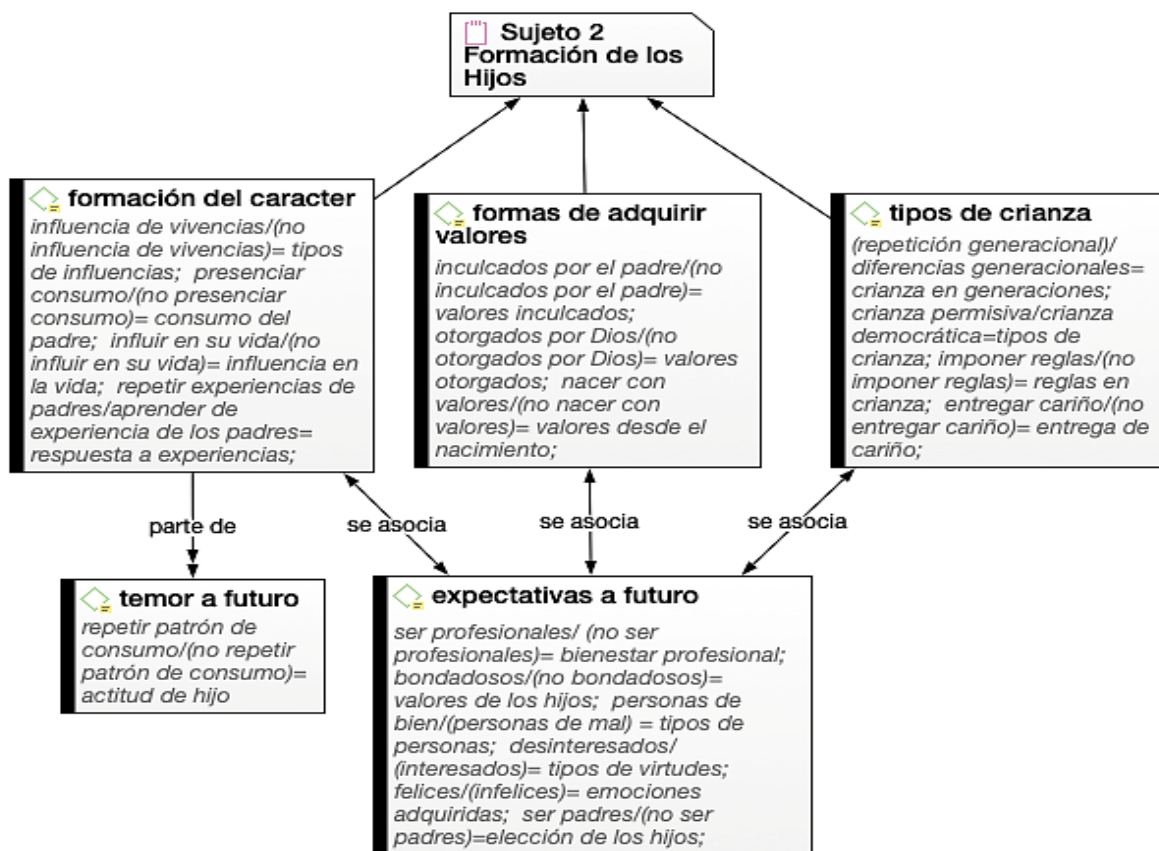 Sujeto 2
Formación de los
Hijos
formación del caracter
influencia de vivencias/(no
influencia de vivencias)= tipos
de influencias; presenciar
consumo/(no presenciar
consumo)= consumo del
padre; influir en su vida/(no
influir en su vida)= influencia en
la vida; repetir experiencias de
padres/aprender de
experiencia de los padres=
respuesta a experiencias;
formas de adquirir
valores
inculcados por el padre/(no
inculcados por el padre)=
valores inculcados;
otorgados por Dios/(no
otorgados por Dios)= valores
otorgados; nacer con
valores/(no nacer con
valores)= valores desde el
nacimiento;
tipos de crianza
(repetición generacional)/
diferencias generacionales=
crianza en generaciones;
crianza permisiva/crianza
democrática=tipos de
crianza; imponer reglas/(no
imponer reglas)= reglas en
crianza; entregar cariño/(no
entregar cariño)= entrega de
cariño;
parte de
se asocia
se asocia
se asocia
temor a futuro
repetir patrón de
consumo/(no repetir
patrón de consumo)=
actitud de hijo
expectativas a futuro
ser profesionales/ (no ser
profesionales)= bienestar profesional;
bondadosos/(no bondadosos)=
valores de los hijos; personas de
bien/(personas de mal) = tipos de
personas; desinteresados/
(interesados)= tipos de virtudes;
felices/(infelices)= emociones
adquiridas; ser padres/(no ser
padres)=elección de los hijos;